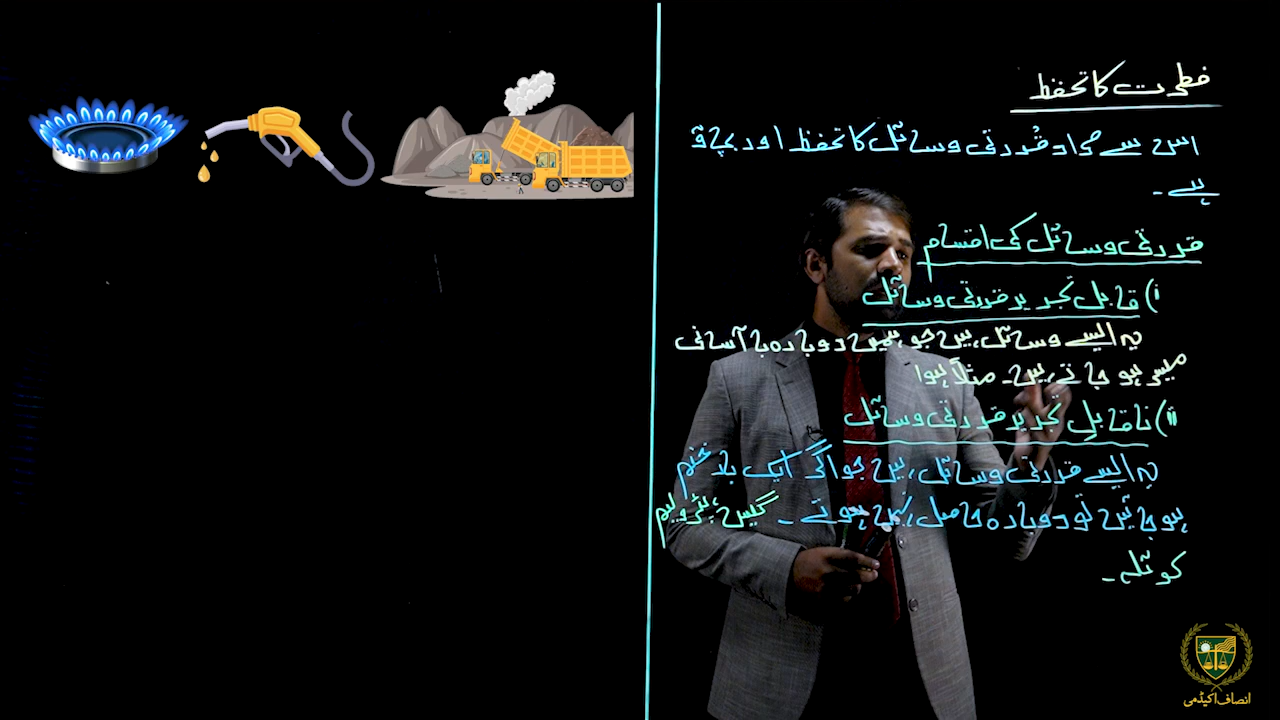 فطرت کا تحفظ
اس سے مراد قدرتی وسائل کا تحفظ اور بچاؤ
ہے۔
قدرتی وسائل کی اقسام
i) قابل تجدید قدرتی وسائل
یہ ایسے وسائل ہیں جو ہمیں دوبارہ با آسانی
میسر ہو جاتے ہیں۔ مثلاً ہوا
ii) ناقابلِ تجدید قدرتی وسائل
یہ ایسے قدرتی وسائل ہیں جو اگر ایک بار ختم
ہو جائیں تو دوبارہ حاصل نہیں ہوتے ۔ گیس، پٹرولیم
کوئلہ۔
انصاف اکیڈمی